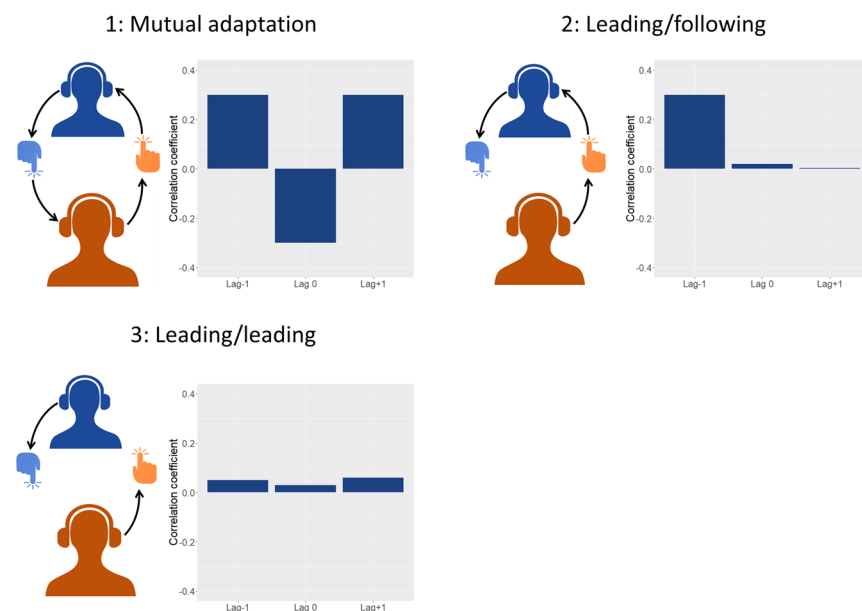 1: Mutual adaptation
2: Leading/following
Correlation coefficient
0.4
0.2
0.0
-0.2
-0.4
Lag-1 Lag 0 Lag+1
Correlation coefficient
0.4
0.2
0.0
-0.2
-0.4
Lag-1 Lag 0 Lag+1
3: Leading/leading
Correlation coefficient
0.4
0.2
0.0
-0.2
-0.4
Lag-1 Lag 0 Lag+1